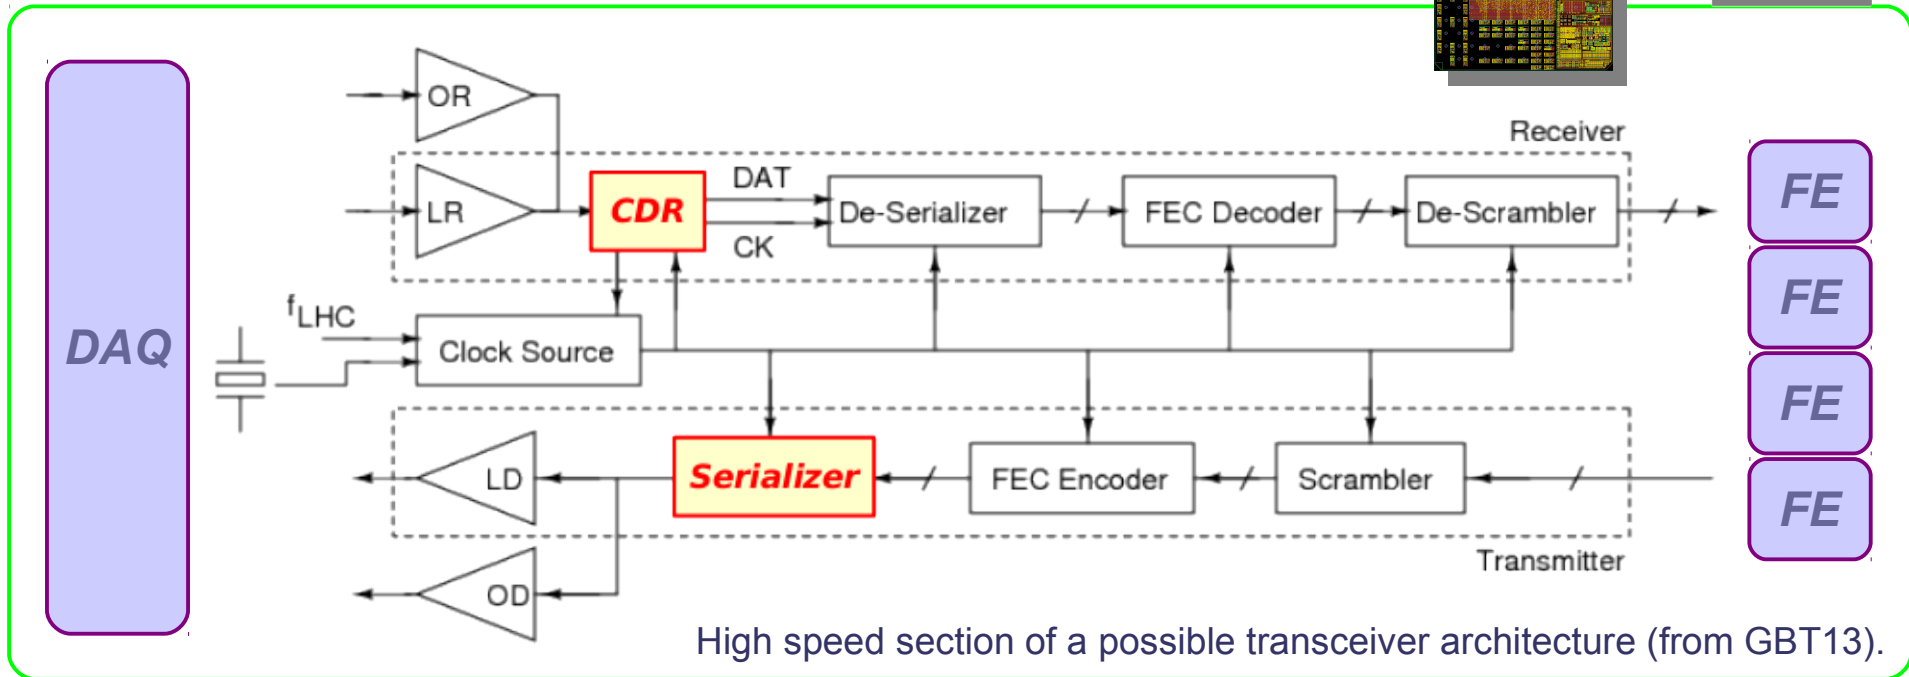 OR
Receiver
LR
CDR
DAT
CK
De-Serializer
FEC Decoder
De-Scrambler
FE
FE
FE
FE
DAQ
fLHC
Clock Source
LD
Serializer
FEC Encoder
Scrambler
OD
Transmitter
High speed section of a possible transceiver architecture (from GBT13).